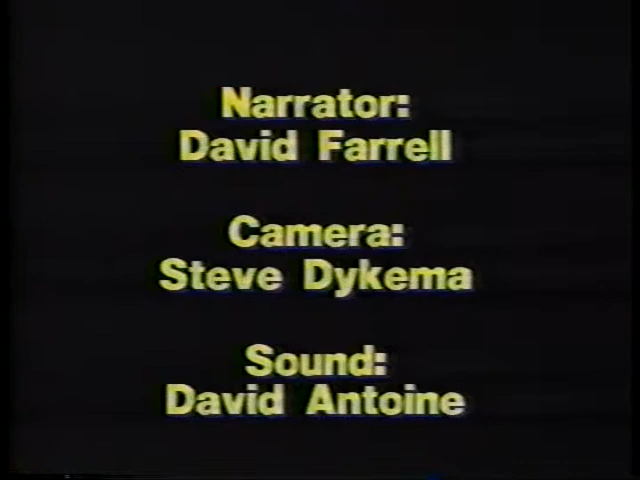 Narrator:
David Farrell
Camera:
Steve Dykema
Sound:
David Antoine